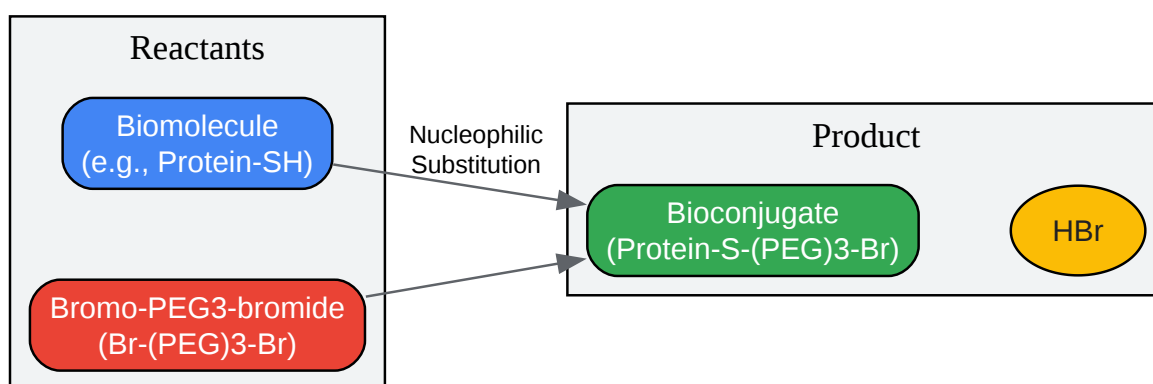 Reactants
Biomolecule
(e.g., Protein-SH)
Bromo-PEG3-bromide
(Br-(PEG)3-Br)
Nucleophilic
Substitution
Product
Bioconjugate
(Protein-S-(PEG)3-Br)
HBr